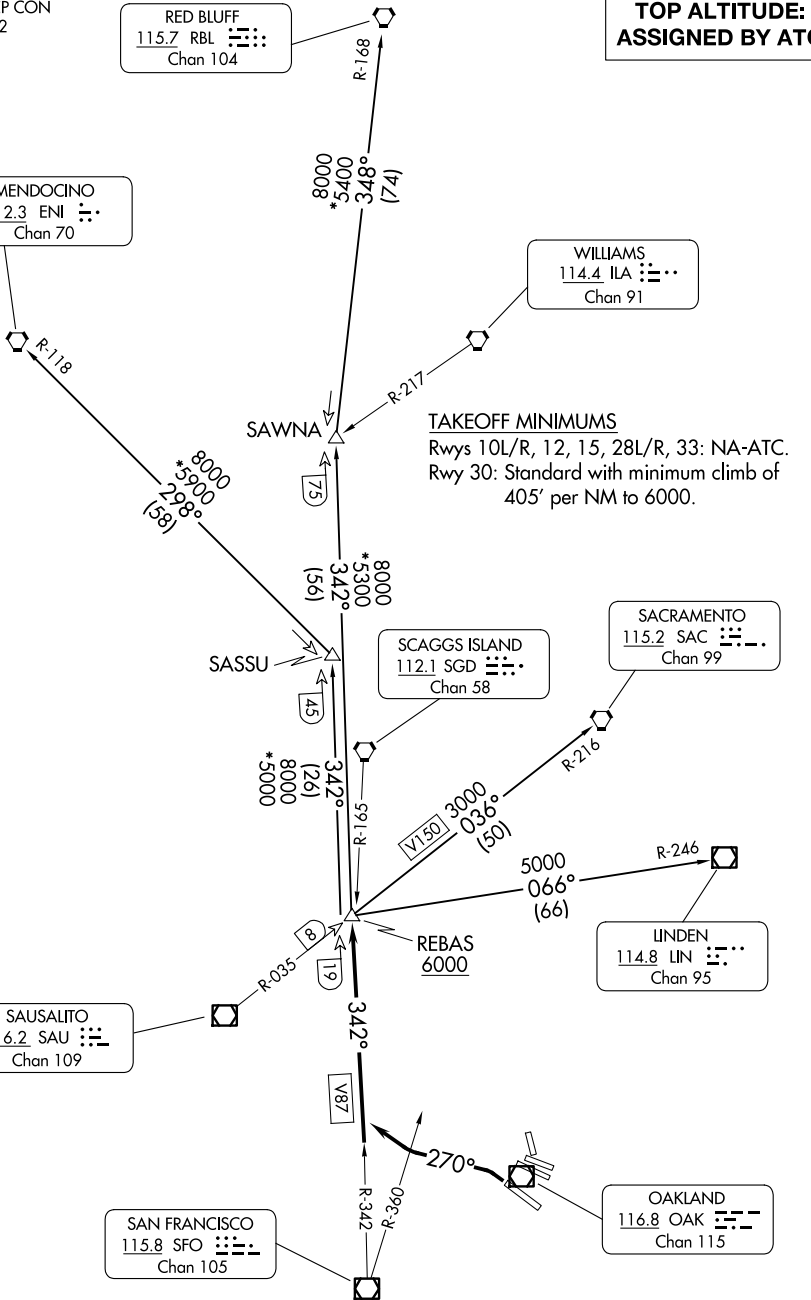 P CON
2
RED BLUFF
115.7 RBL
Chan 104
TOP ALTITUDE:
ASSIGNED BY ATC
R-168
8000
*5400
348°
(74)
MENDOCINO
2.3 ENI
Chan 70
WILLIAMS
114.4 ILA
Chan 91
R-118
R-217
SAWNA
TAKEOFF MINIMUMS
Rwys 10L/R, 12, 15, 28L/R, 33: NA-ATC.
Rwy 30: Standard with minimum climb of
405' per NM to 6000.
75
8000
*5900
298°
(58)
8000
*5300
342°
(56)
SACRAMENTO
115.2 SAC
Chan 99
SCAGGS ISLAND
112.1 SGD
Chan 58
SASSU
45
R-216
342°
(26)
8000
*5000
R-165
V150
3000
036°
(50)
5000
066°
(66)
R-246
8
REBAS
6000
LINDEN
114.8 LIN
Chan 95
R-035
19
SAUSALITO
6.2 SAU
Chan 109
342°
V87
270°
R-342
R-360
OAKLAND
116.8 OAK
Chan 115
SAN FRANCISCO
115.8 SFO
Chan 105